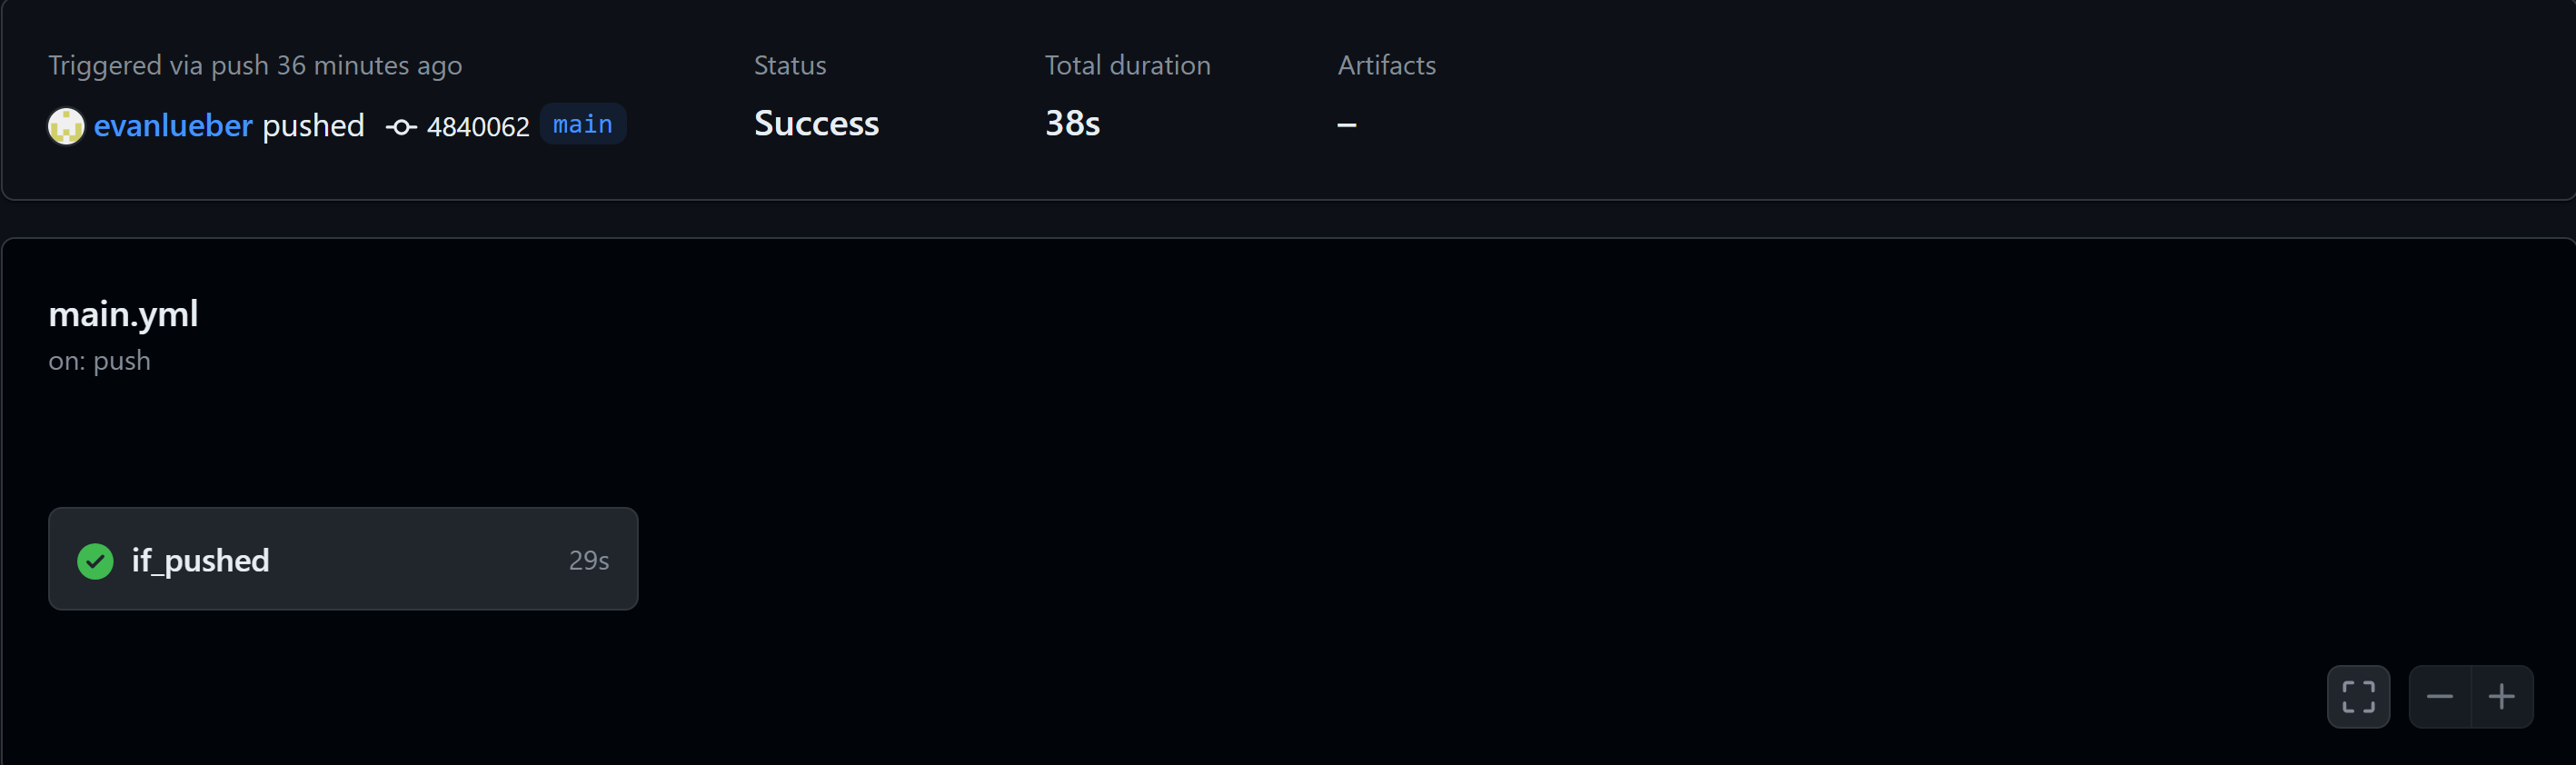 Triggered via push 36 minutes ago
evanlueber pushed 4840062 main
Status
Success
Total duration
38s
Artifacts
–
main.yml
on: push
if_pushed 29s